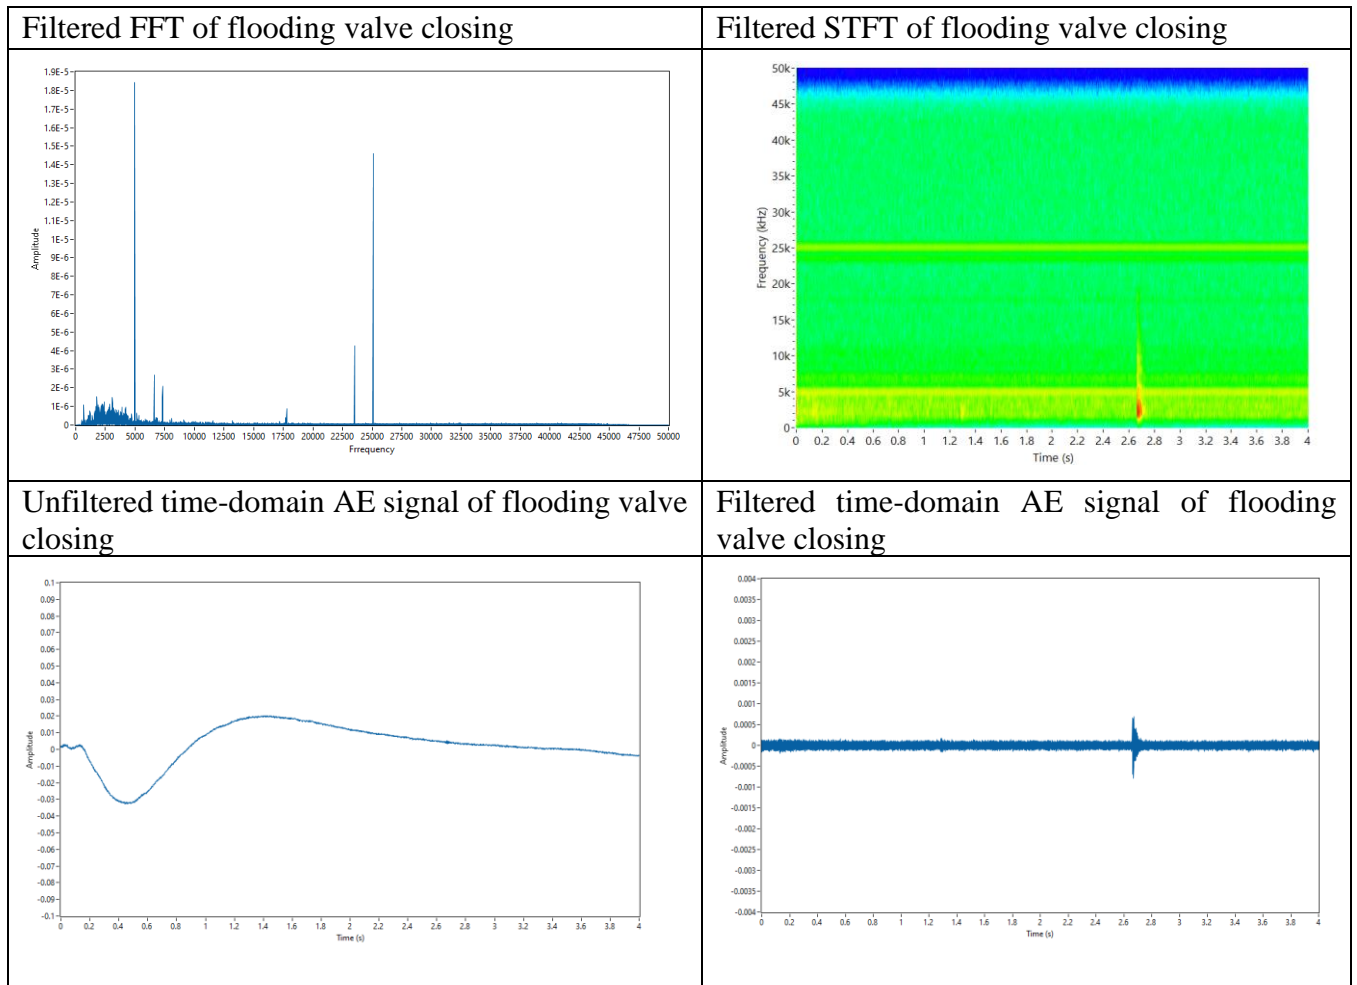 Filtered FFT of flooding valve closing
Filtered STFT of flooding valve closing
1.9E-5
1.8E-5
1.7E-5
1.6E-5
1.5E-5
1.4E-5
1.3E-5
1.2E-5
1.1E-5
1E-5
9E-6
8E-6
7E-6
6E-6
5E-6
4E-6
3E-6
2E-6
1E-6
0
Amplitude
0 2500 5000 7500 10000 12500 15000 17500 20000 22500 25000 27500 30000 32500 35000 37500 40000 42500 45000 47500 50000
Frrequency
50k
45k
40k
35k
30k
25k
20k
15k
10k
5k
0
Frequency (kHz)
0 0.2 0.4 0.6 0.8 1 1.2 1.4 1.6 1.8 2 2.2 2.4 2.6 2.8 3 3.2 3.4 3.6 3.8 4
Time (s)
Unfiltered time-domain AE signal of flooding valve
closing
Filtered time-domain AE signal of flooding
valve closing
0.1
0.09
0.08
0.07
0.06
0.05
0.04
0.03
0.02
0.01
0
-0.01
-0.02
-0.03
-0.04
-0.05
-0.06
-0.07
-0.08
-0.09
-0.1
Amplitude
0 0.2 0.4 0.6 0.8 1 1.2 1.4 1.6 1.8 2 2.2 2.4 2.6 2.8 3 3.2 3.4 3.6 3.8 4
Time (s)
0.004
0.0035
0.003
0.0025
0.002
0.0015
0.001
0.0005
0
-0.0005
-0.001
-0.0015
-0.002
-0.0025
-0.003
-0.0035
-0.004
Amplitude
0 0.2 0.4 0.6 0.8 1 1.2 1.4 1.6 1.8 2 2.2 2.4 2.6 2.8 3 3.2 3.4 3.6 3.8 4
Time (s)